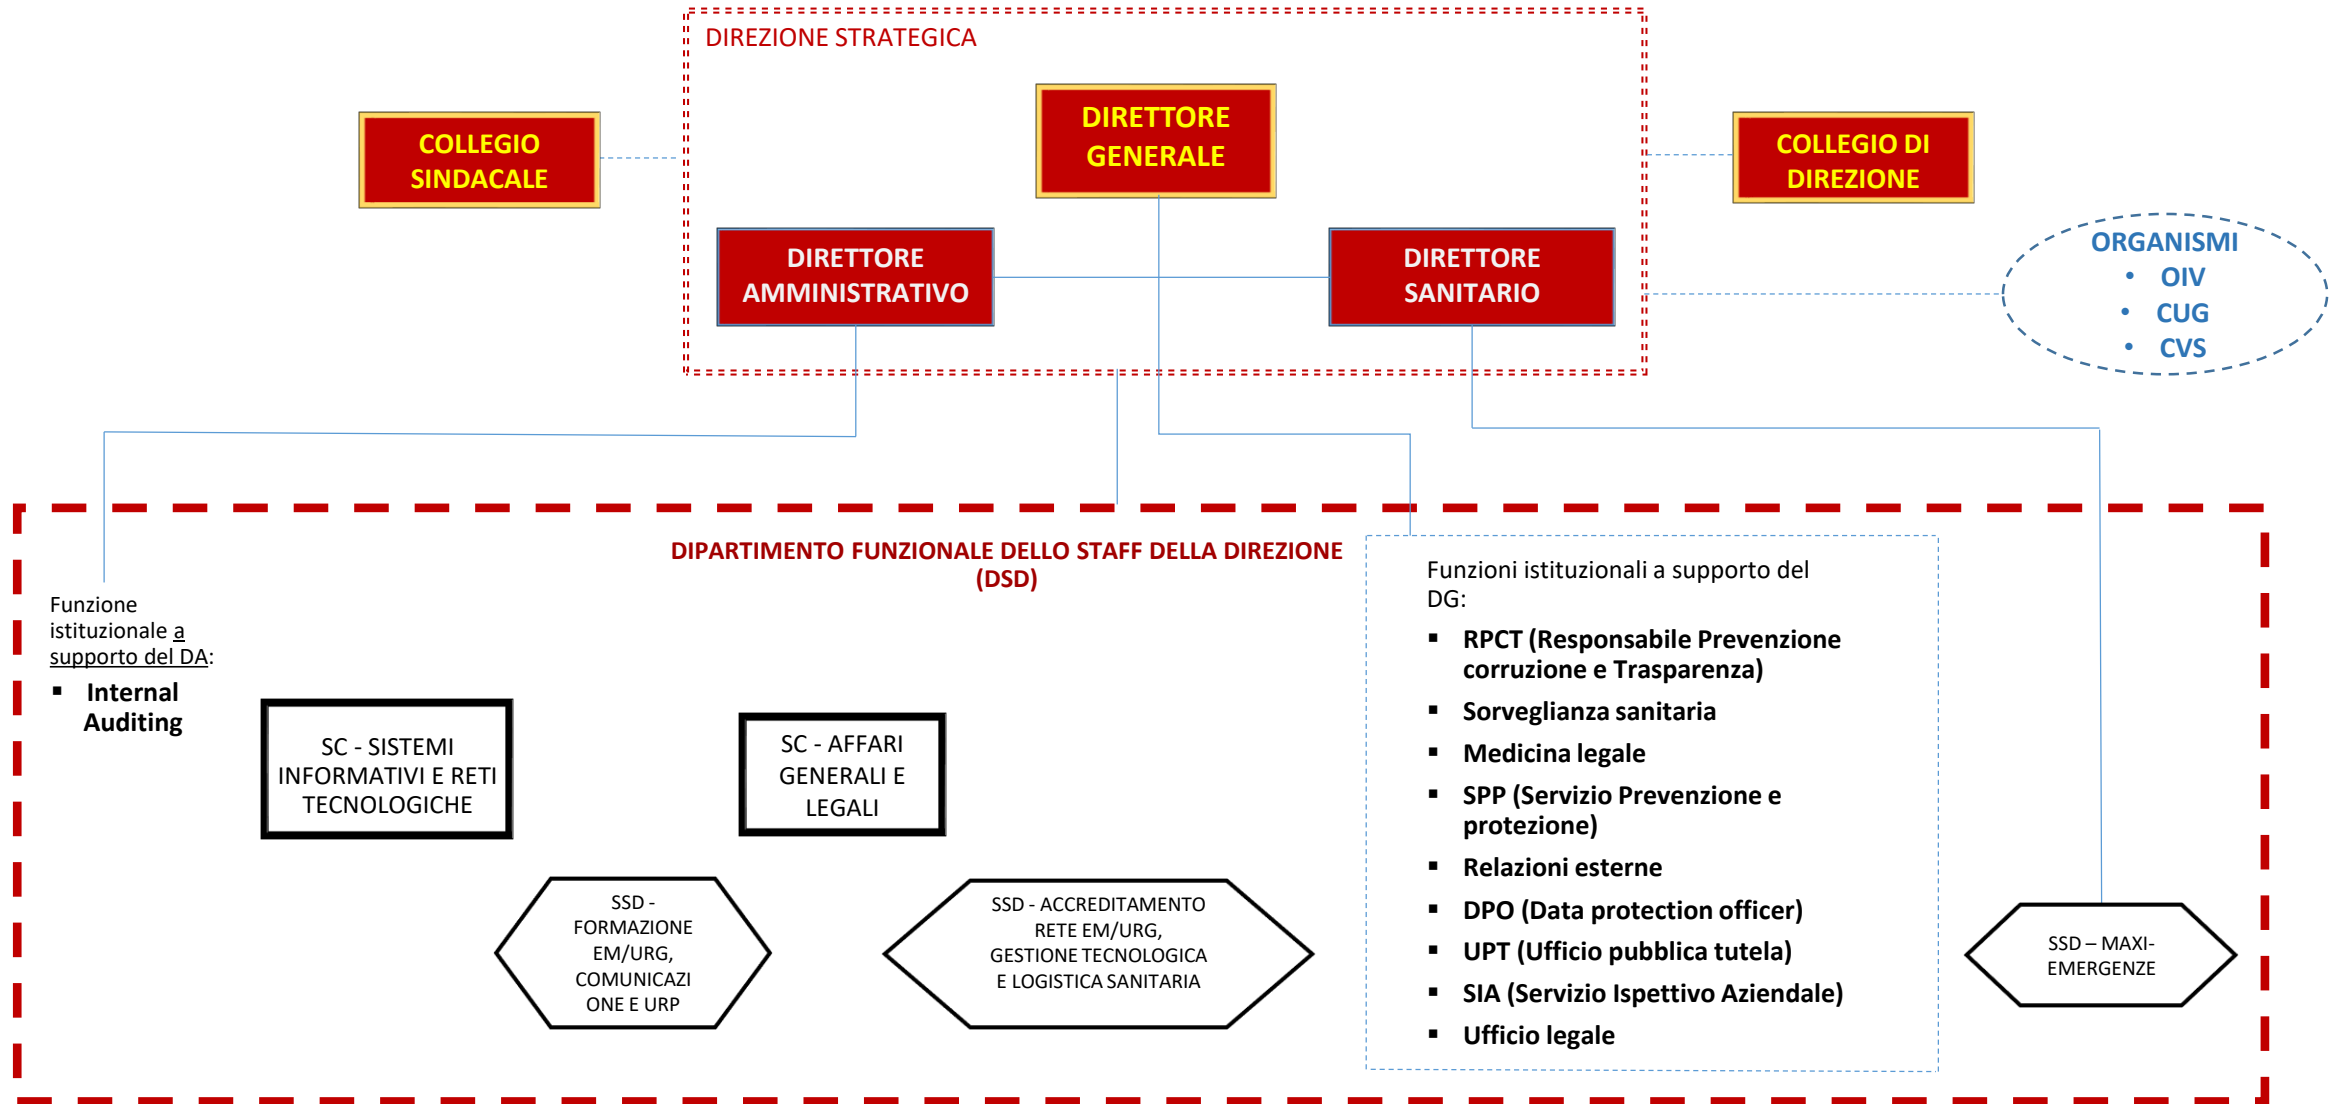 DIREZIONE STRATEGICA
DIRETTORE
GENERALE
COLLEGIO
SINDACALE
COLLEGIO DI
DIREZIONE
DIRETTORE
AMMINISTRATIVO
DIRETTORE
SANITARIO
ORGANISMI
• OIV
• CUG
• CVS
DIPARTIMENTO FUNZIONALE DELLO STAFF DELLA DIREZIONE
(DSD)
Funzione
istituzionale a
supporto del DA:
▪ Internal
Auditing
SC - SISTEMI
INFORMATIVI E RETI
TECNOLOGICHE
SC - AFFARI
GENERALI E
LEGALI
SSD -
FORMAZIONE
EM/URG,
COMUNICAZI
ONE E URP
SSD - ACCREDITAMENTO
RETE EM/URG,
GESTIONE TECNOLOGICA
E LOGISTICA SANITARIA
Funzioni istituzionali a supporto del
DG:
▪ RPCT (Responsabile Prevenzione
corruzione e Trasparenza)
▪ Sorveglianza sanitaria
▪ Medicina legale
▪ SPP (Servizio Prevenzione e
protezione)
▪ Relazioni esterne
▪ DPO (Data protection officer)
▪ UPT (Ufficio pubblica tutela)
▪ SIA (Servizio Ispettivo Aziendale)
▪ Ufficio legale
SSD – MAXI-
EMERGENZE